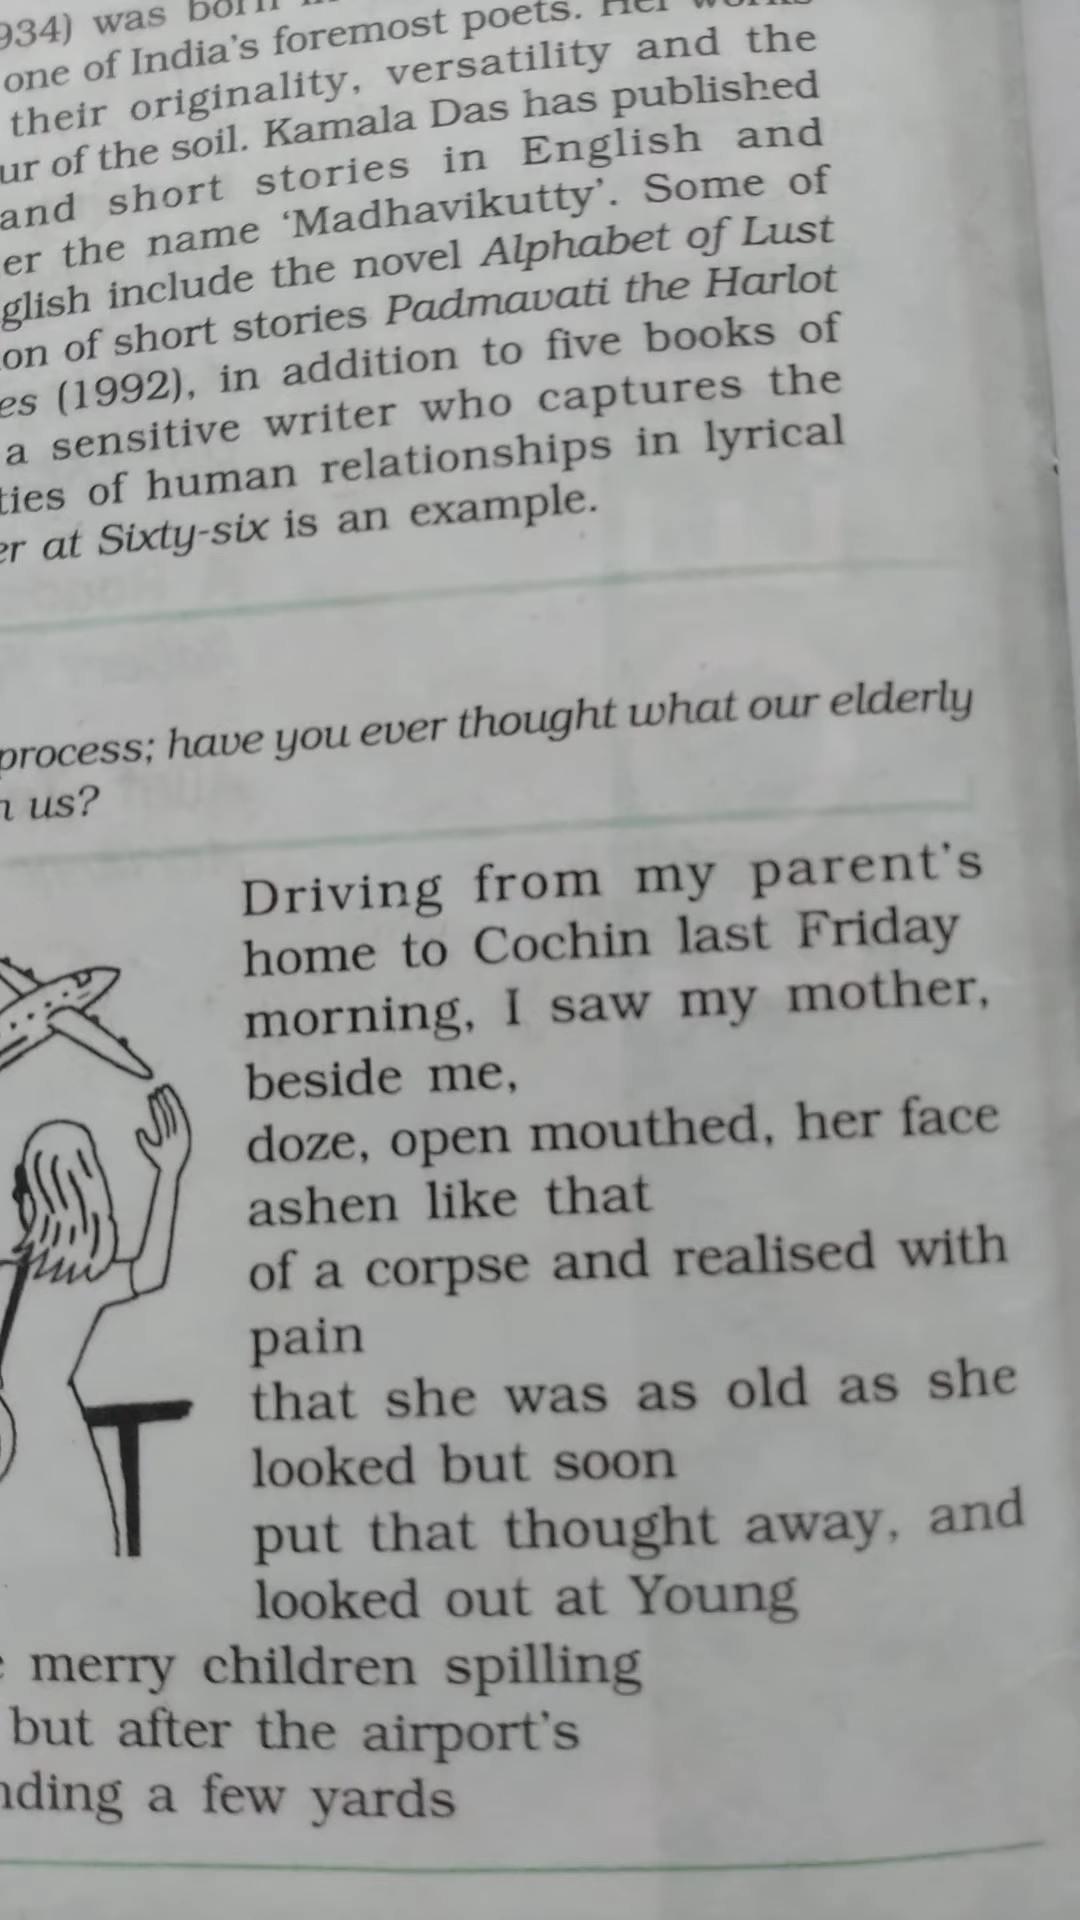 934) was born
one of India's foremost poets. Her works
their originality, versatility and the
ur of the soil. Kamala Das has published
and short stories in English and
er the name ‘Madhavikutty’. Some of
glish include the novel Alphabet of Lust
on of short stories Padmavati the Harlot
es (1992), in addition to five books of
a sensitive writer who captures the
ties of human relationships in lyrical
er at Sixty-six is an example.
process; have you ever thought what our elderly
us?
Driving from my parent's
home to Cochin last Friday
morning, I saw my mother,
beside me,
doze, open mouthed, her face
ashen like that
of a corpse and realised with
pain
that she was as old as she
looked but soon
put that thought away, and
looked out at Young
merry children spilling
but after the airport's
nding a few yards